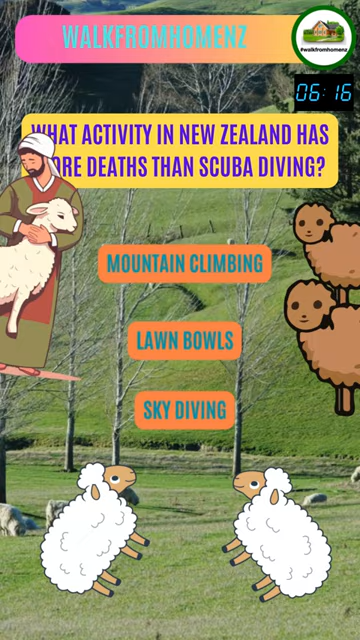 WALKFROMHOMENZ
#walkfromhomenz
06:16
WHAT ACTIVITY IN NEW ZEALAND HAS
MORE DEATHS THAN SCUBA DIVING?
MOUNTAIN CLIMBING
LAWN BOWLS
SKY DIVING